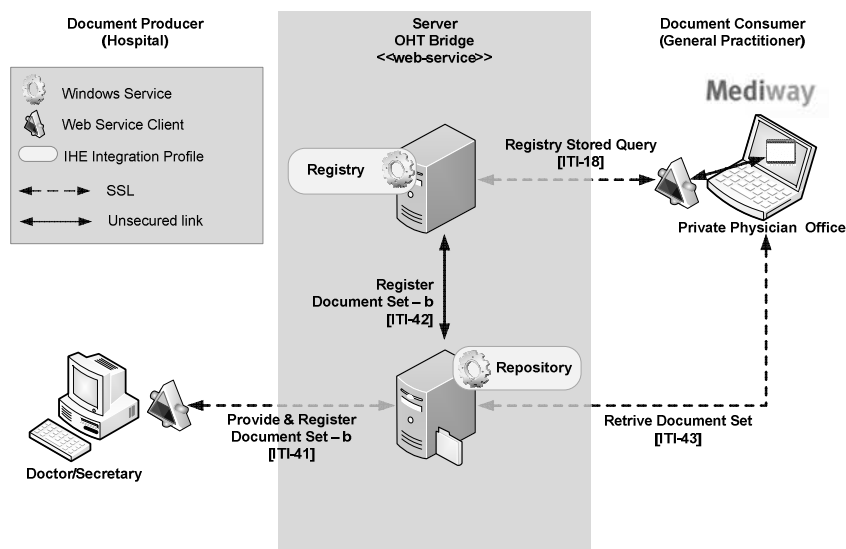 Document Producer
(Hospital)
Server
OHT Bridge
<<web-service>>
Document Consumer
(General Practitioner)
Windows Service
Web Service Client
IHE Integration Profile
SSL
Unsecured link
Mediway
Registry
Registry Stored Query
[ITI-18]
Private Physician Office
Register
Document Set – b
[ITI-42]
Repository
Provide & Register
Document Set – b
[ITI-41]
Retrive Document Set
[ITI-43]
Doctor/Secretary